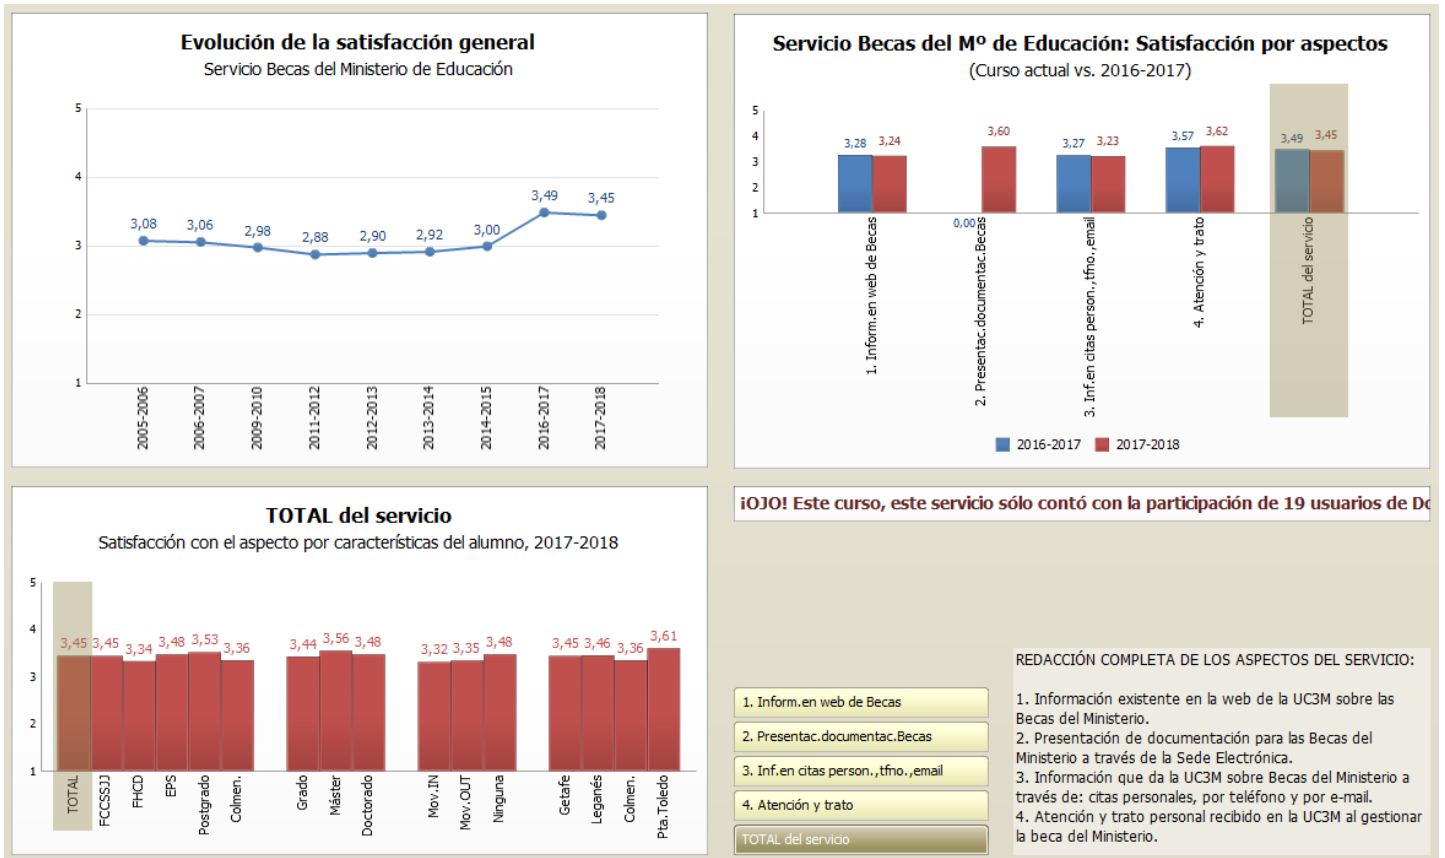 Evolución de la satisfacción general
Servicio Becas del Ministerio de Educación
5
4
3
2
1
3,08
3,06
2,98
2,88
2,90
2,92
3,00
3,49
3,45
2005-2006
2006-2007
2009-2010
2011-2012
2012-2013
2013-2014
2014-2015
2016-2017
2017-2018
Servicio Becas del Mº de Educación: Satisfacción por aspectos
(Curso actual vs. 2016-2017)
5
4
3
2
1
3,28 3,24
0,00 3,60
3,27 3,23
3,57 3,62
3,49 3,45
1. Inform.en web de Becas
2. Presentac.documentac.Becas
3. Inf.en citas person.,tfno.,email
4. Atención y trato
TOTAL del servicio
2016-2017 2017-2018
TOTAL del servicio
Satisfacción con el aspecto por características del alumno, 2017-2018
5
4
3
2
1
3,45 3,45 3,34 3,48 3,53 3,36
3,44 3,56 3,48
3,32 3,35 3,48
3,45 3,46 3,36 3,61
TOTAL
FCCSSJJ
FHCD
EPS
Postgrado
Colmen.
Grado
Máster
Doctorado
Mov.IN
Mov.OUT
Ninguna
Getafe
Leganés
Colmen.
Pta.Toledo
¡OJO! Este curso, este servicio sólo contó con la participación de 19 usuarios de Do
1. Inform.en web de Becas
2. Presentac.documentac.Becas
3. Inf.en citas person.,tfno.,email
4. Atención y trato
TOTAL del servicio
REDACCIÓN COMPLETA DE LOS ASPECTOS DEL SERVICIO:
1. Información existente en la web de la UC3M sobre las
Becas del Ministerio.
2. Presentación de documentación para las Becas del
Ministerio a través de la Sede Electrónica.
3. Información que da la UC3M sobre Becas del Ministerio a
través de: citas personales, por teléfono y por e-mail.
4. Atención y trato personal recibido en la UC3M al gestionar
la beca del Ministerio.